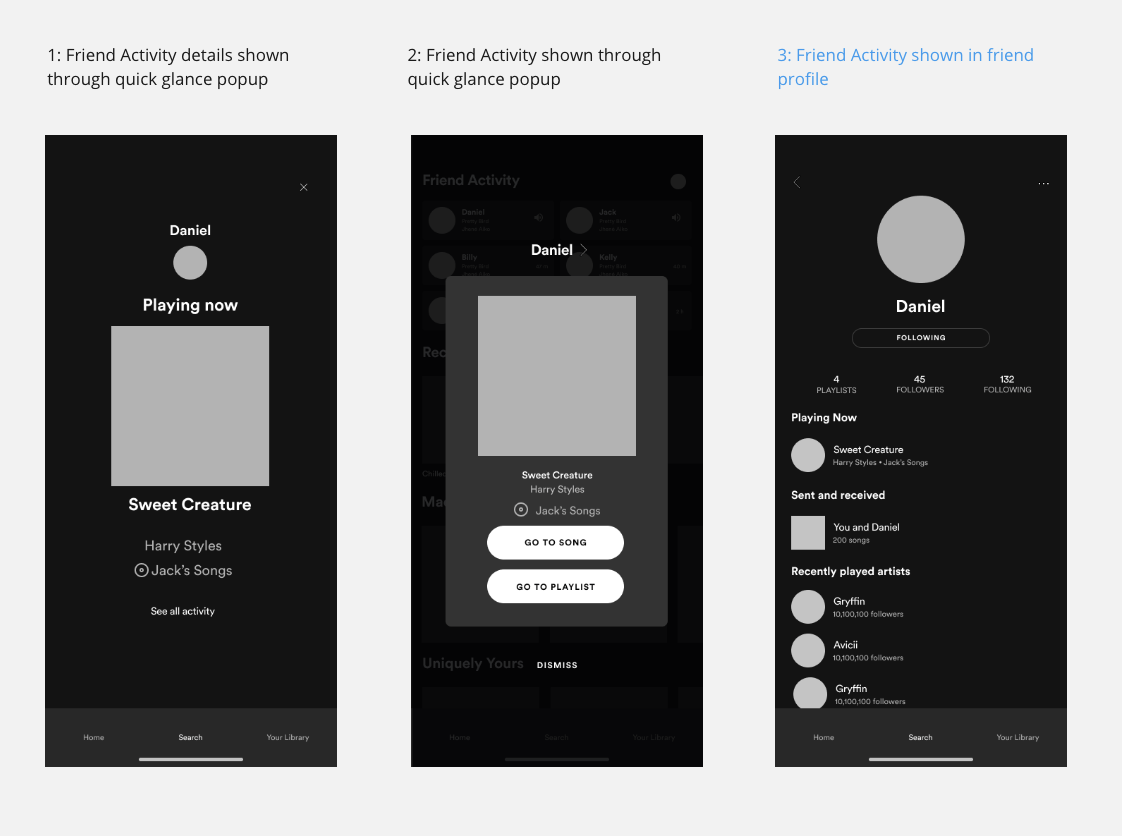 1: Friend Activity details shown
through quick glance popup
2: Friend Activity shown through
quick glance popup
3: Friend Activity shown in friend
profile
×
Daniel
Playing now
Sweet Creature
Harry Styles
Jack's Songs
See all activity
Home Search Your Library
Friend Activity
Daniel
Jack
Daniel >
Billy
Kelly
Rec
Sweet Creature
Harry Styles
Jack's Songs
Mad
GO TO SONG
GO TO PLAYLIST
Uniquely Yours
DISMISS
Home Search Your Library
< ...
Daniel
FOLLOWING
4 45 132
PLAYLISTS FOLLOWERS FOLLOWING
Playing Now
Sweet Creature
Harry Styles • Jack's Songs
Sent and received
You and Daniel
200 songs
Recently played artists
Gryffin
10,100,100 followers
Avicii
10,100,100 followers
Gryffin
10,100,100 followers
Home Search Your Library